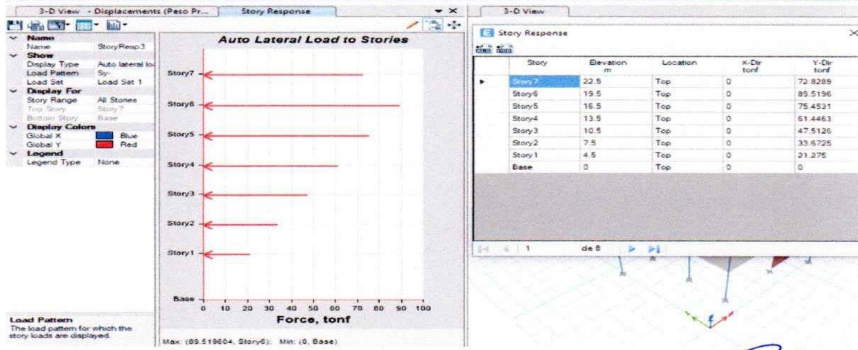 3-D View - Displacements (Peso Pr...
Story Response
Name
Name StoryResp3
Show
Display Type Auto lateral loa
Load Pattern Sy-
Load Set Load Set 1
Display For
Story Range All Stories
Top Story Story7
Bottom Story Base
Display Colors
Global X Blue
Global Y Red
Legend
Legend Type None
Load Pattern
The load pattern for which the
story loads are displayed.
Auto Lateral Load to Stories
Story7
Story6
Story5
Story4
Story3
Story2
Story1
Base
0 10 20 30 40 50 60 70 80 90 100
Force, tonf
Max: (89.519604, Story6); Min: (0, Base)
3-D View
Story Response
Story Elevation Location X-Dir Y-Dir
m tonf tonf
Story7 22.5 Top 0 72.8289
Story6 19.5 Top 0 89.5196
Story5 16.5 Top 0 75.4531
Story4 13.5 Top 0 61.4463
Story3 10.5 Top 0 47.5126
Story2 7.5 Top 0 33.6725
Story1 4.5 Top 0 21.275
Base 0 Top 0 0
1 de 8